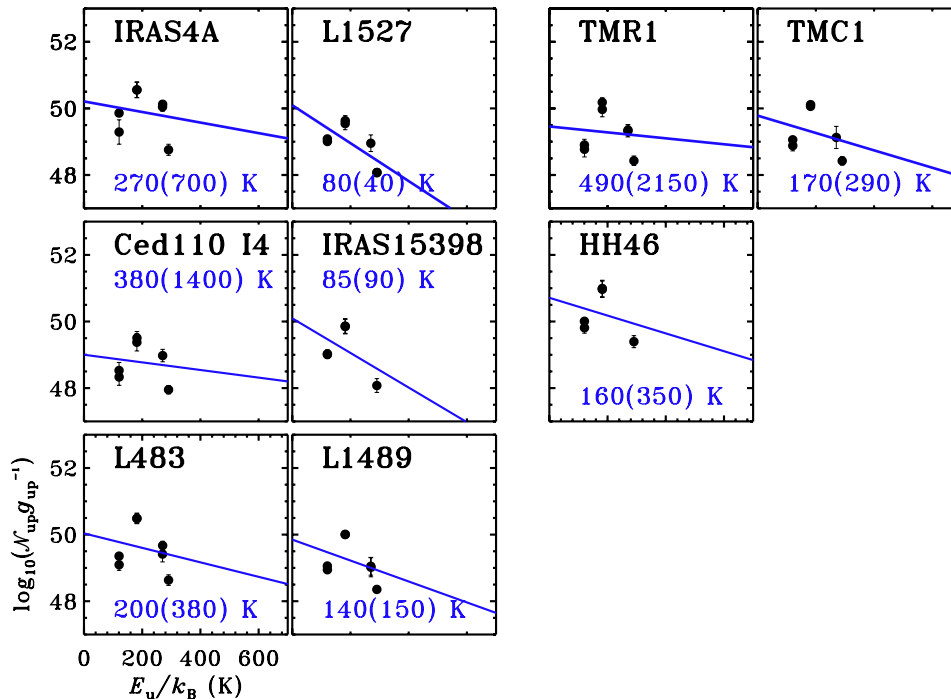 IRAS4A L1527 TMR1 TMC1
52
50
48
270(700) K 80(40) K 490(2150) K 170(290) K
Ced110 I4 IRAS15398 HH46
380(1400) K 85(90) K
52
50
48
160(350) K
L483 L1489
52
50
48
200(380) K 140(150) K
log₁₀(𝒩ᵤₚgᵤₚ⁻¹)
0 200 400 600
Eᵤ/k_B (K)